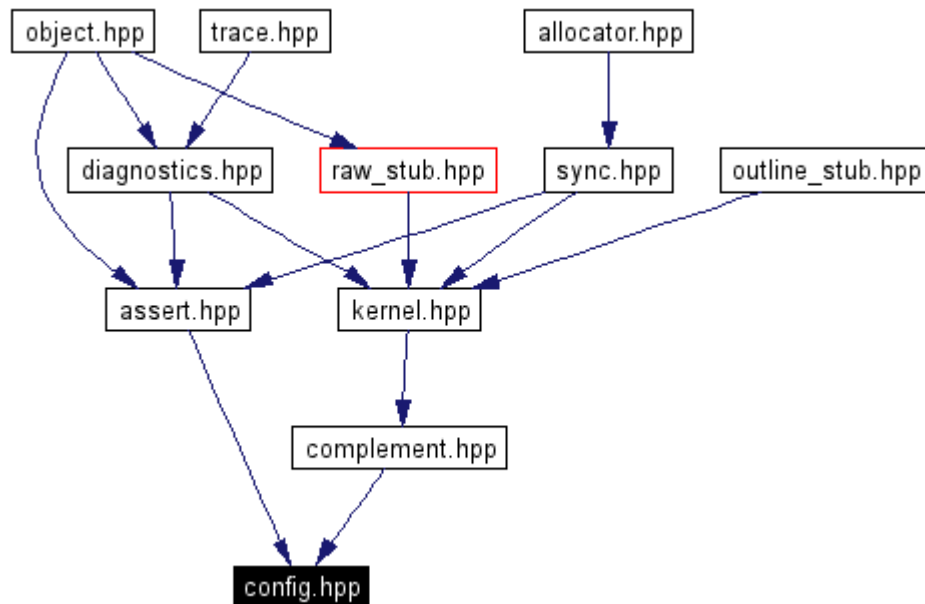 object.hpp
trace.hpp
allocator.hpp
diagnostics.hpp
raw_stub.hpp
sync.hpp
outline_stub.hpp
assert.hpp
kernel.hpp
complement.hpp
config.hpp